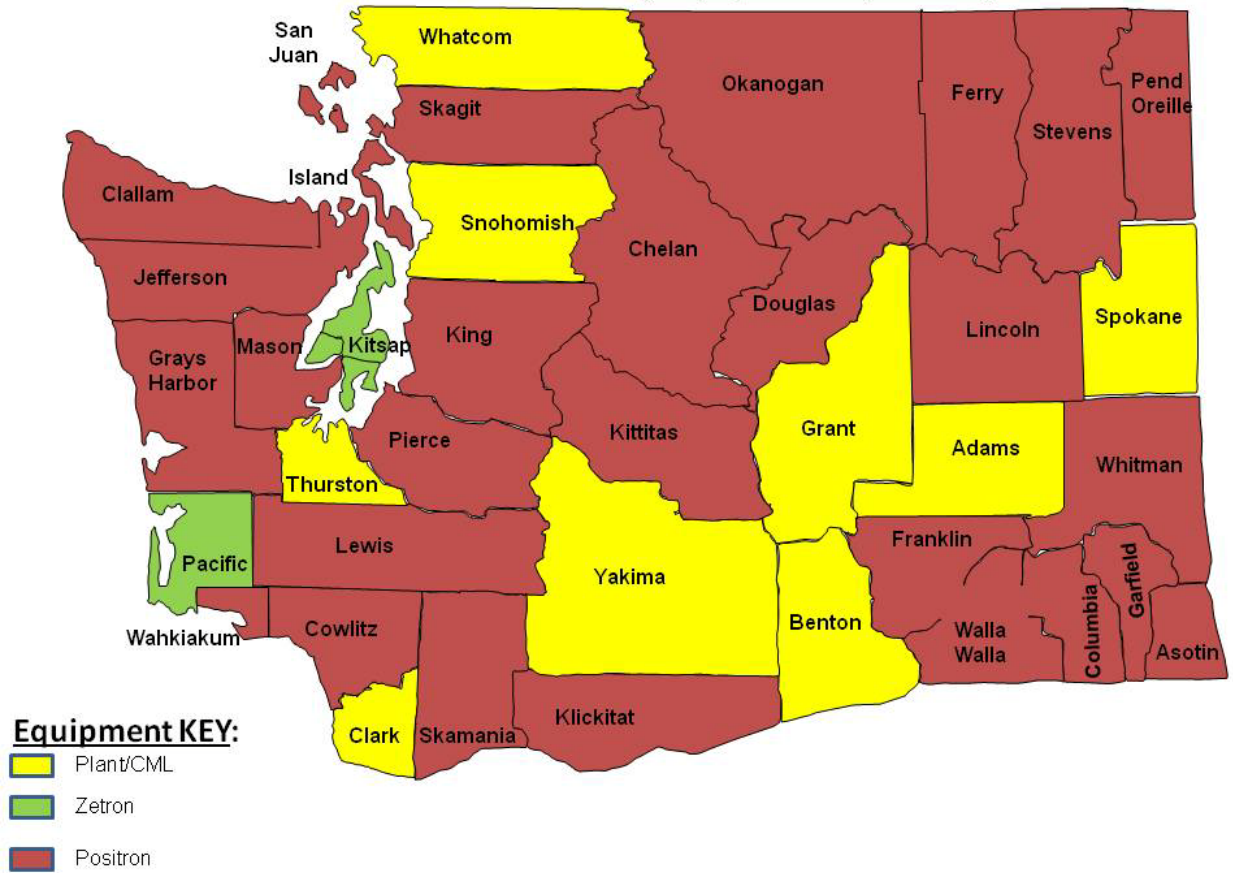 San
Juan
Whatcom
Skagit
Okanogan
Ferry
Stevens
Pend
Oreille
Clallam
Island
Snohomish
Chelan
Jefferson
Douglas
Lincoln
Spokane
Grays
Harbor
Mason
Kitsap
King
Kittitas
Grant
Adams
Whitman
Pierce
Thurston
Lewis
Pacific
Yakima
Benton
Franklin
Walla
Walla
Columbia
Garfield
Asotin
Wahkiakum
Cowlitz
Clark
Skamania
Klickitat
Equipment KEY:
Plant/CML
Zetron
Positron